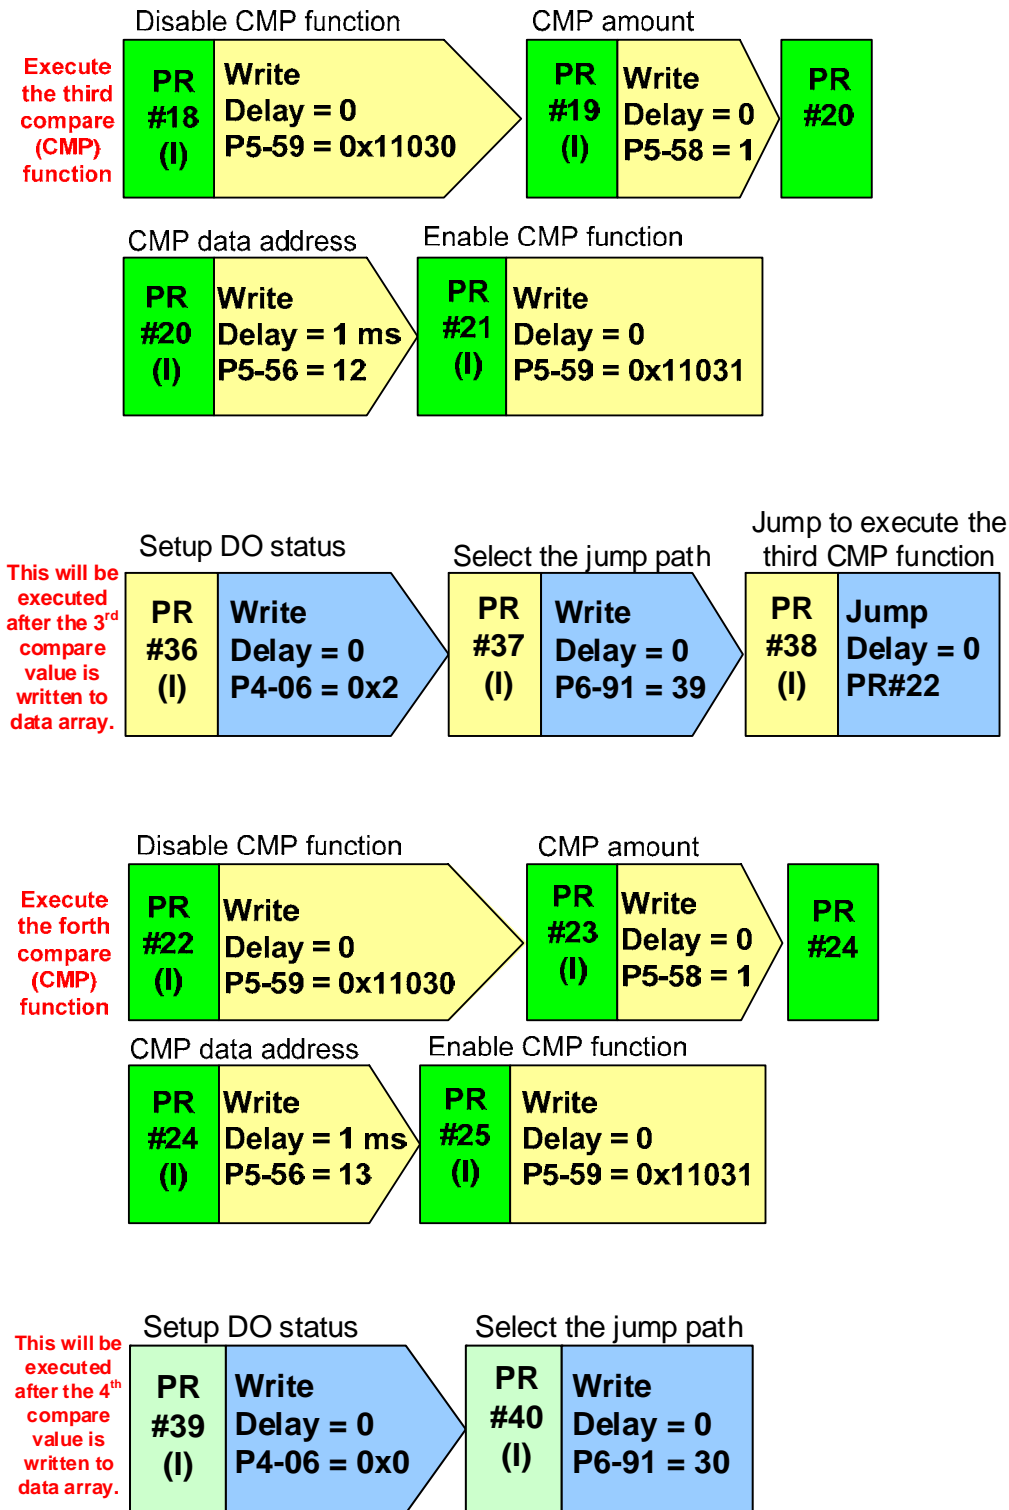 Disable CMP function
CMP amount
Execute
the third
compare
(CMP)
function
PR
#18
(I)
Write
Delay = 0
P5-59 = 0x11030
PR
#19
(I)
Write
Delay = 0
P5-58 = 1
PR
#20
CMP data address
Enable CMP function
PR
#20
(I)
Write
Delay = 1 ms
P5-56 = 12
PR
#21
(I)
Write
Delay = 0
P5-59 = 0x11031
Setup DO status
Select the jump path
Jump to execute the
third CMP function
This will be
executed
after the 3rd
compare
value is
written to
data array.
PR
#36
(I)
Write
Delay = 0
P4-06 = 0x2
PR
#37
(I)
Write
Delay = 0
P6-91 = 39
PR
#38
(I)
Jump
Delay = 0
PR#22
Disable CMP function
CMP amount
Execute
the forth
compare
(CMP)
function
PR
#22
(I)
Write
Delay = 0
P5-59 = 0x11030
PR
#23
(I)
Write
Delay = 0
P5-58 = 1
PR
#24
CMP data address
Enable CMP function
PR
#24
(I)
Write
Delay = 1 ms
P5-56 = 13
PR
#25
(I)
Write
Delay = 0
P5-59 = 0x11031
Setup DO status
Select the jump path
This will be
executed
after the 4th
compare
value is
written to
data array.
PR
#39
(I)
Write
Delay = 0
P4-06 = 0x0
PR
#40
(I)
Write
Delay = 0
P6-91 = 30